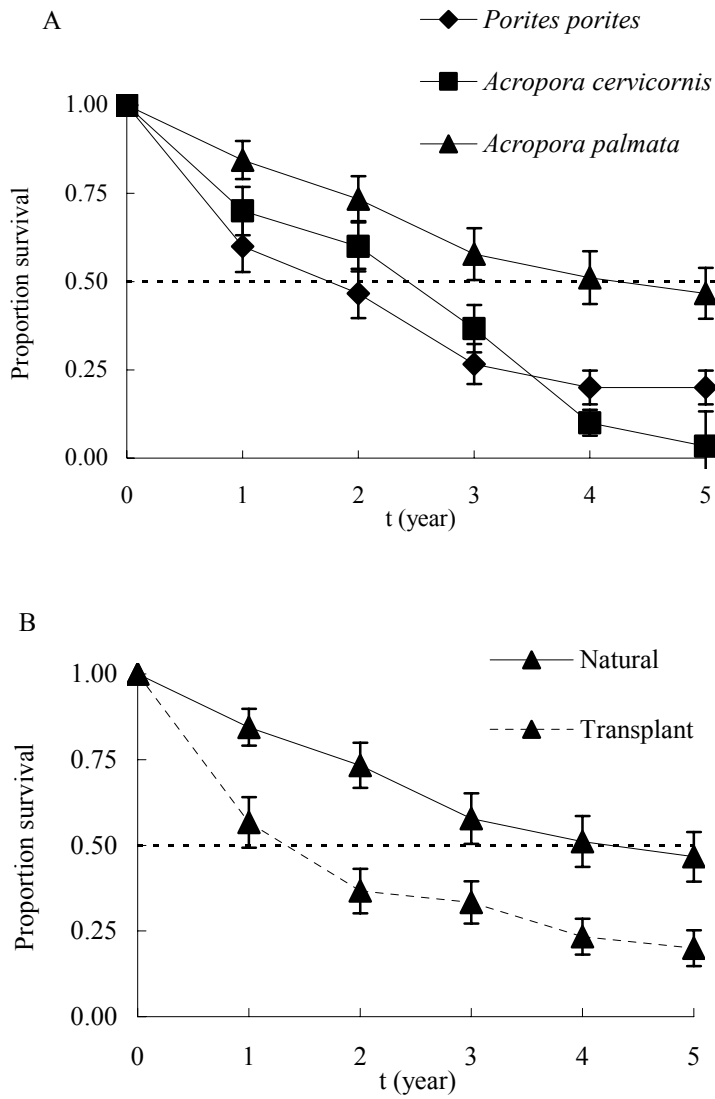 A
Porites porites
Acropora cervicornis
Acropora palmata
1.00
0.75
0.50
0.25
0.00
Proportion survival
0 1 2 3 4 5
t (year)
B
Natural
Transplant
1.00
0.75
0.50
0.25
0.00
Proportion survival
0 1 2 3 4 5
t (year)